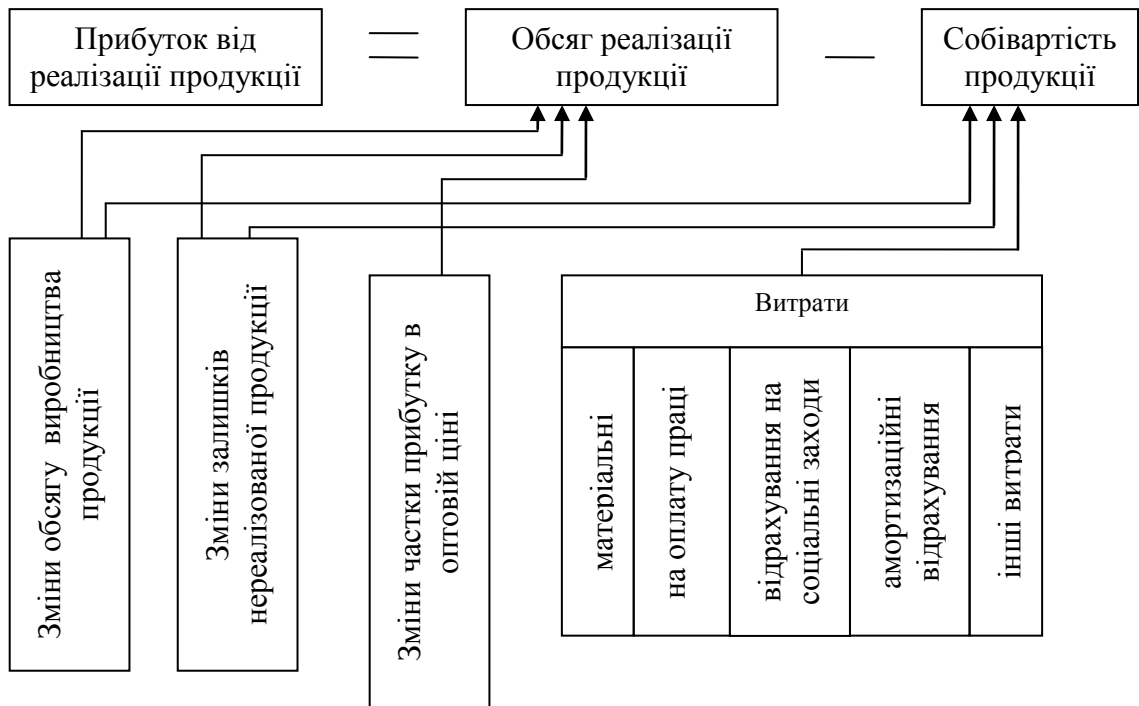 Прибуток від
реалізації продукції
Обсяг реалізації
продукції
Собівартість
продукції
Зміни обсягу виробництва
продукції
Зміни залишків
нереалізованої продукції
Зміни частки прибутку в
оптовій ціні
Витрати
матеріальні
на оплату праці
відрахування на
соціальні заходи
амортизаційні
відрахування
інші витрати